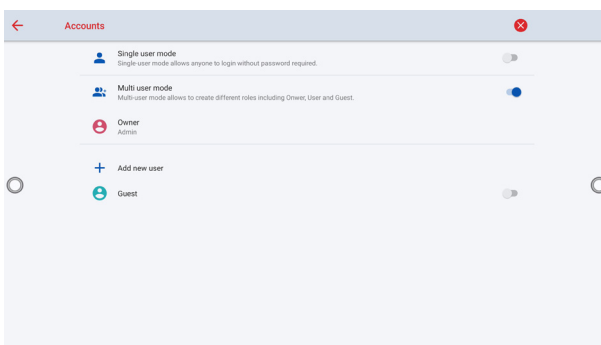 Accounts
Single user mode
Single user mode allows anyone to login without password required.
Multi user mode
Multi-user mode allows to create different roles including Onwer, User and Guest.
Owner
Admin
Add new user
Guest